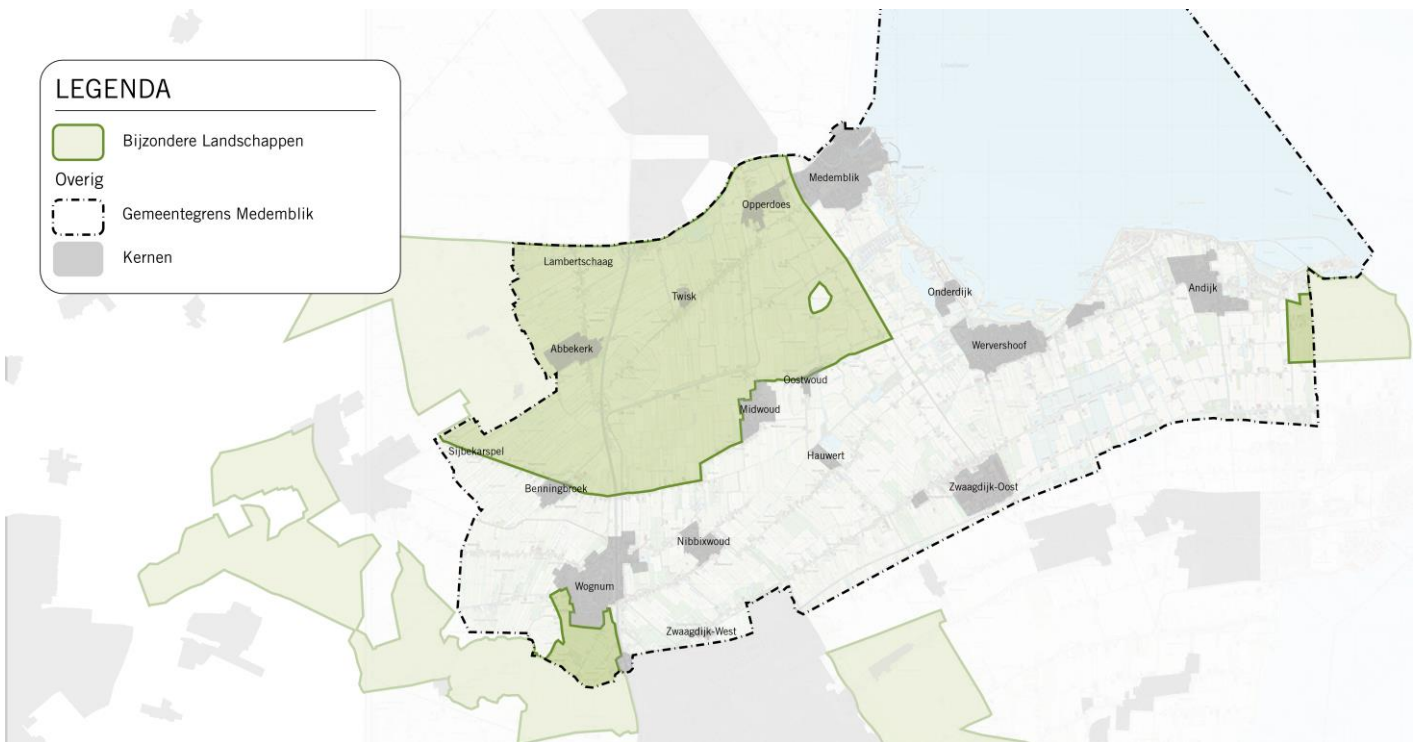 LEGENDA
Bijzondere Landschappen
Overig
Gemeentegrens Medemblik
Kernen
Medemblik
Opperdoes
Lambertschaag
Twisk
Onderdijk
Andijk
Abbekerk
Wervershoof
Oostwoud
Midwoud
Sijbekarspel
Hauwert
Benningbroek
Zwaagdijk-Oost
Nibbixwoud
Wognum
Zwaagdijk-West